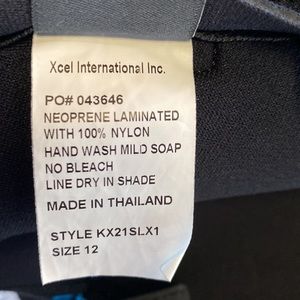 Xcel International Inc.
PO# 043646
NEOPRENE LAMINATED
WITH 100% NYLON
HAND WASH MILD SOAP
NO BLEACH
LINE DRY IN SHADE
MADE IN THAILAND
STYLE KX21SLX1
SIZE 12